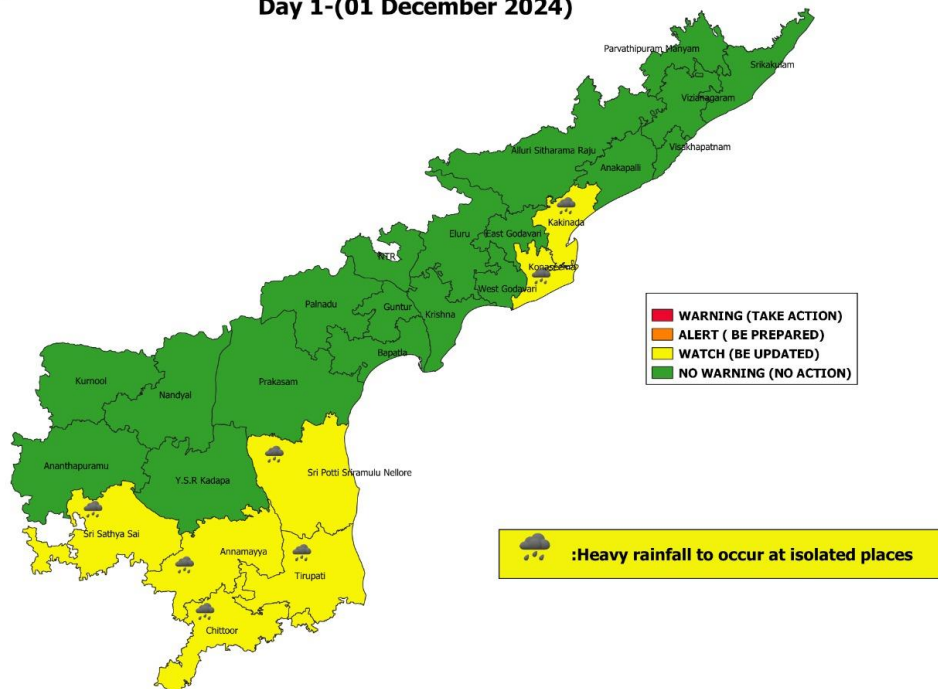 Day 1-(01 December 2024)
Parvathipuram Manyam
Srikakulam
Vizianagaram
Visakhapatnam
Alluri Sitharama Raju
Anakapalli
Kakinada
Eluru
East Godavari
Konaseema
NTR
West Godavari
Palnadu
Guntur
Krishna
Bapatla
Kurnool
Nandyal
Prakasam
Ananthapuramu
Y.S.R Kadapa
Sri Potti Sriramulu Nellore
Sri Sathya Sai
Annamayya
Tirupati
Chittoor
WARNING (TAKE ACTION)
ALERT ( BE PREPARED)
WATCH (BE UPDATED)
NO WARNING (NO ACTION)
:Heavy rainfall to occur at isolated places